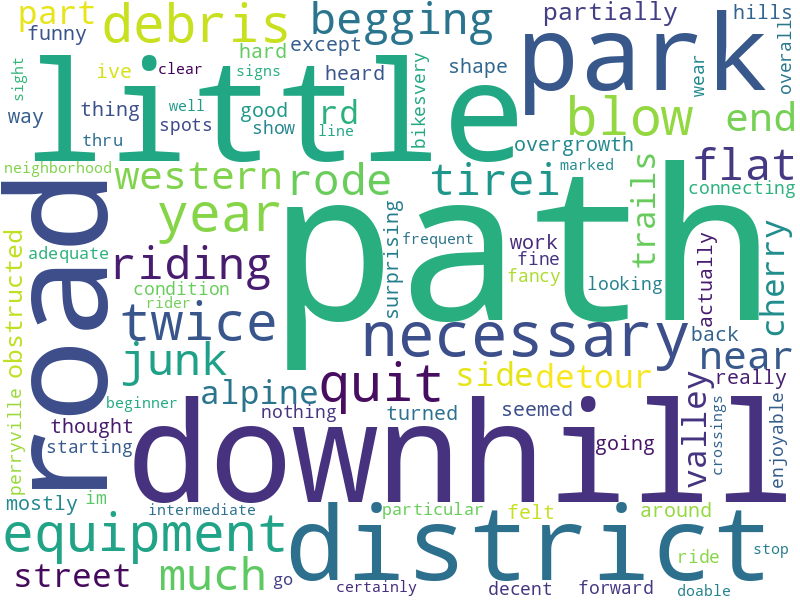 part
debris
begging
partially
hills
funny
hard
except
park
overalls
sight
little
ive
clear
signs
heard
shape
wear
way
thing
well
good
rd
bikesvery
blow
end
spots
show
line
thru
overgrowth
neighborhood
western
rode
tirei
marked
trails
flat
connecting
road
year
path
surprising
frequent
work
actually
cherry
obstructed
adequate
riding
fine
condition
fancy
looking
rider
twice
necessary
back
near
junk
quit
side
detour
really
perryville
alpine
valley
beginner
nothing
turned
seemed
crossings
enjoyable
thought
starting
downhill
going
mostly
im
intermediate
particular
felt
around
equipment
district
ride
stop
street
much
go
certainly
decent
forward
doable